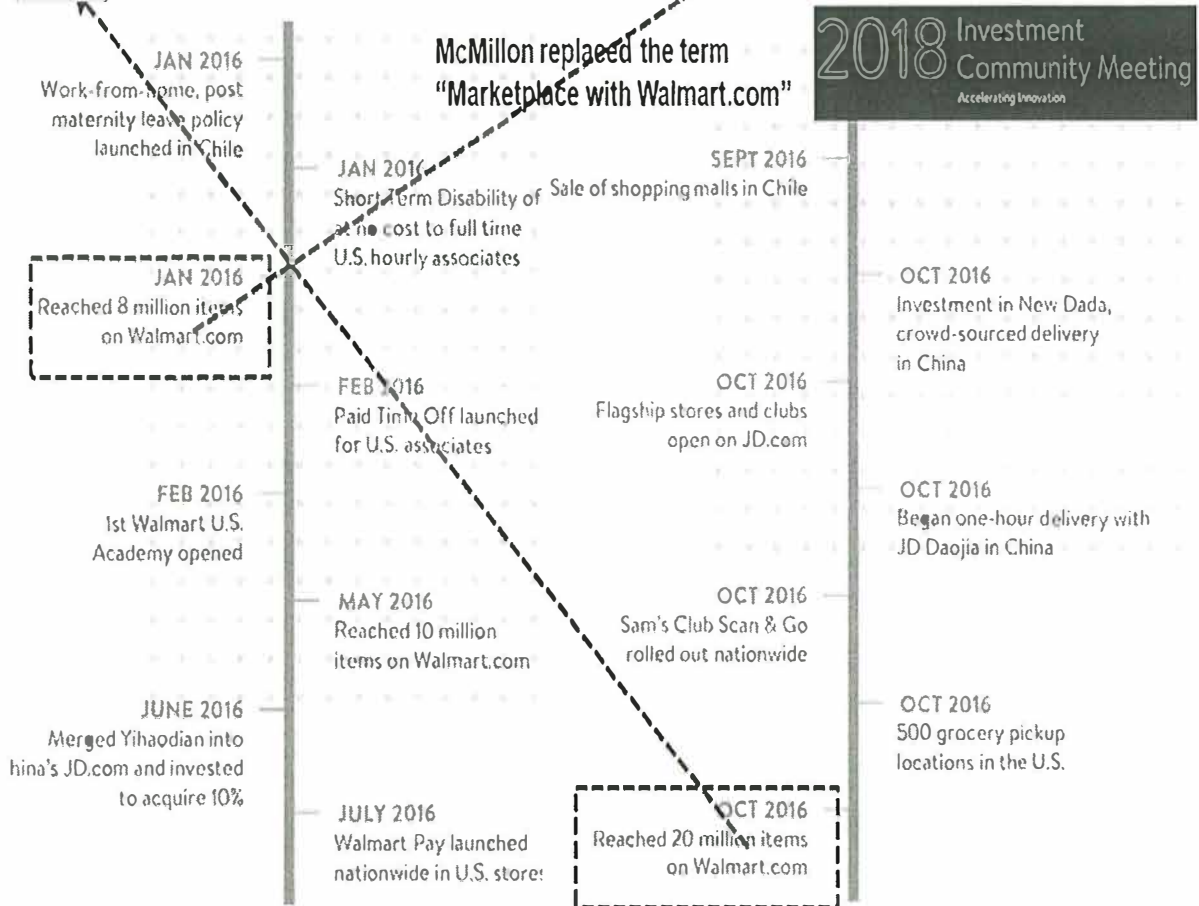 McMillon replaced the term
"Marketplace with Walmart.com"
2018 Investment
Community Meeting
Accelerating Innovation
JAN 2016
Work-from-home, post
maternity leave policy
launched in Chile
JAN 2016
Short Term Disability of
at no cost to full time
U.S. hourly associates
JAN 2016
Reached 8 million items
on Walmart.com
FEB 2016
Paid Time Off launched
for U.S. associates
FEB 2016
1st Walmart U.S.
Academy opened
MAY 2016
Reached 10 million
items on Walmart.com
JUNE 2016
Merged Yihaodian into
hina's JD.com and invested
to acquire 10%
JULY 2016
Walmart Pay launched
nationwide in U.S. stores
SEPT 2016
Sale of shopping malls in Chile
OCT 2016
Investment in New Dada,
crowd-sourced delivery
in China
OCT 2016
Flagship stores and clubs
open on JD.com
OCT 2016
Began one-hour delivery with
JD Daojia in China
OCT 2016
Sam's Club Scan & Go
rolled out nationwide
OCT 2016
500 grocery pickup
locations in the U.S.
OCT 2016
Reached 20 million items
on Walmart.com